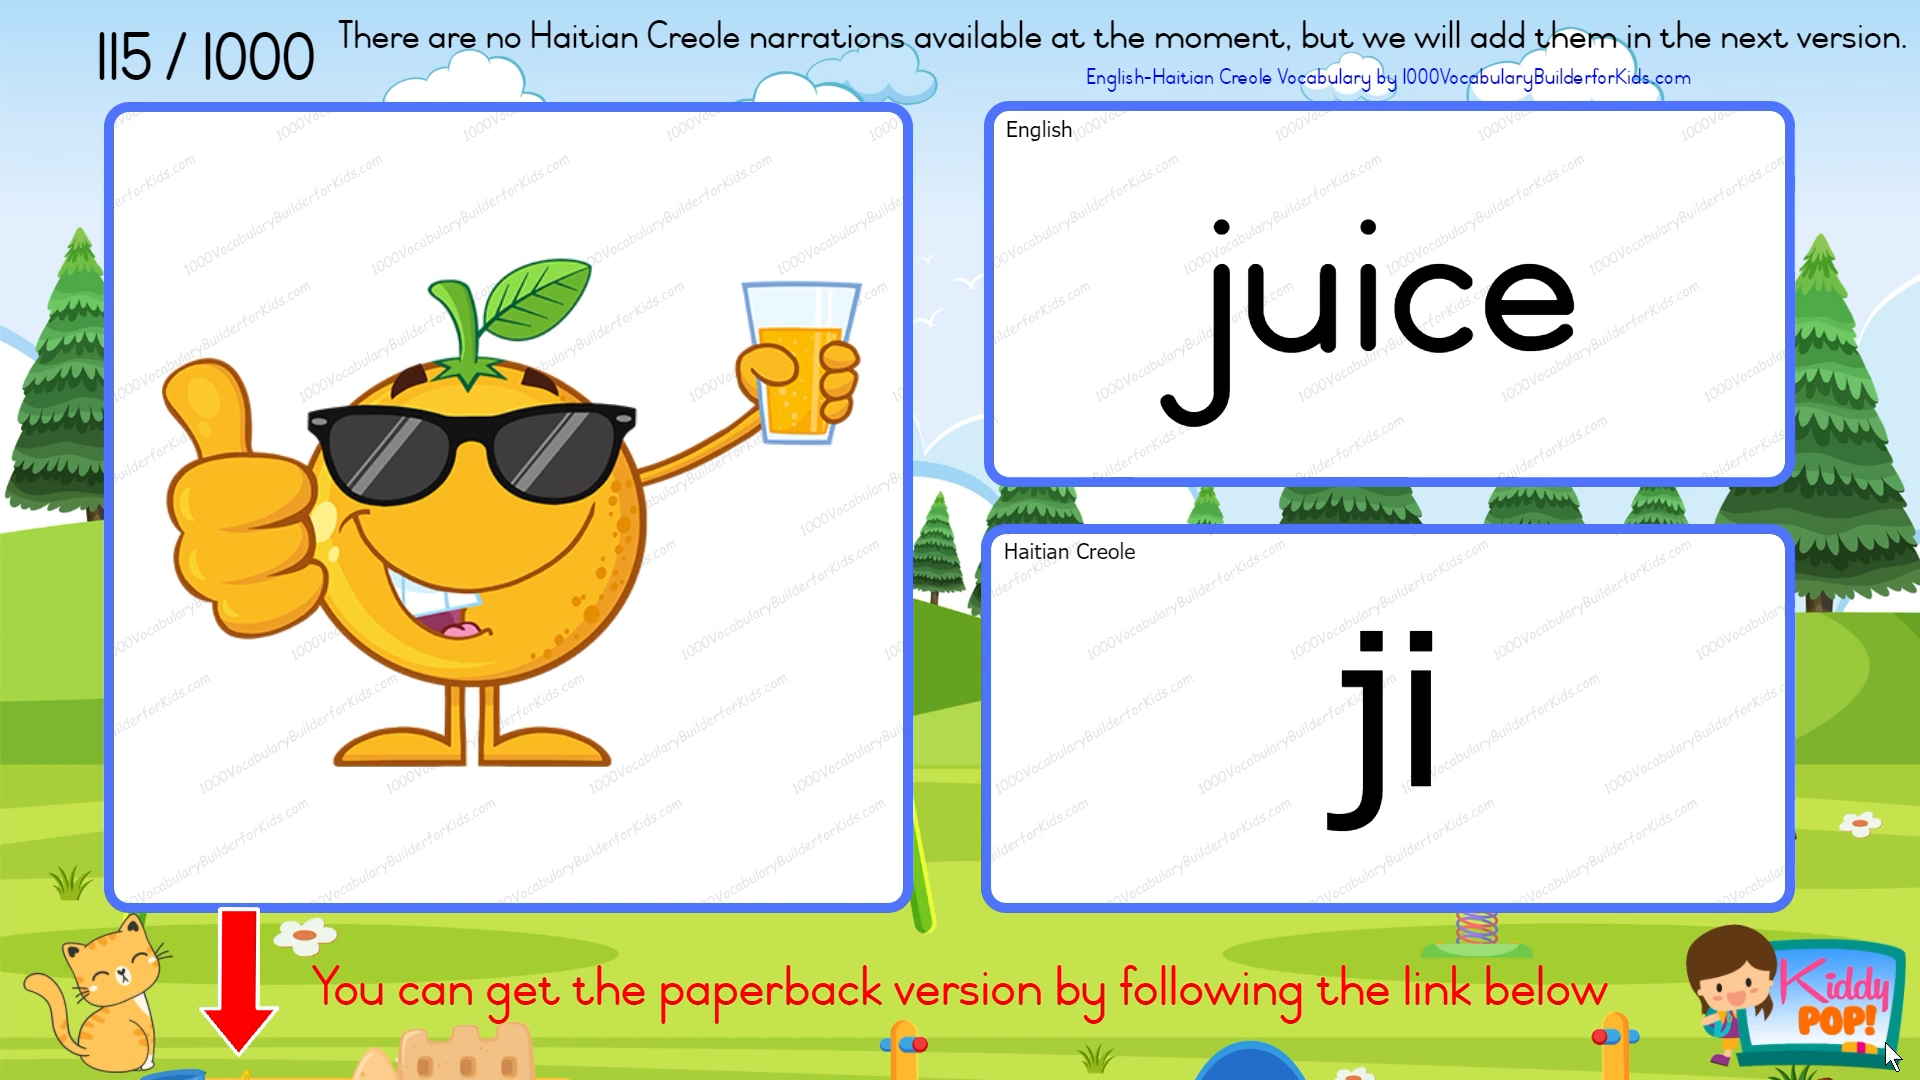 115 / 1000
There are no Haitian Creole narrations available at the moment, but we will add them in the next version.
English-Haitian Creole Vocabulary by 1000VocabularyBuilderforKids.com
English
juice
Haitian Creole
ji
You can get the paperback version by following the link below
Kiddy
POP!
1000VocabularyBuilderforKids.com